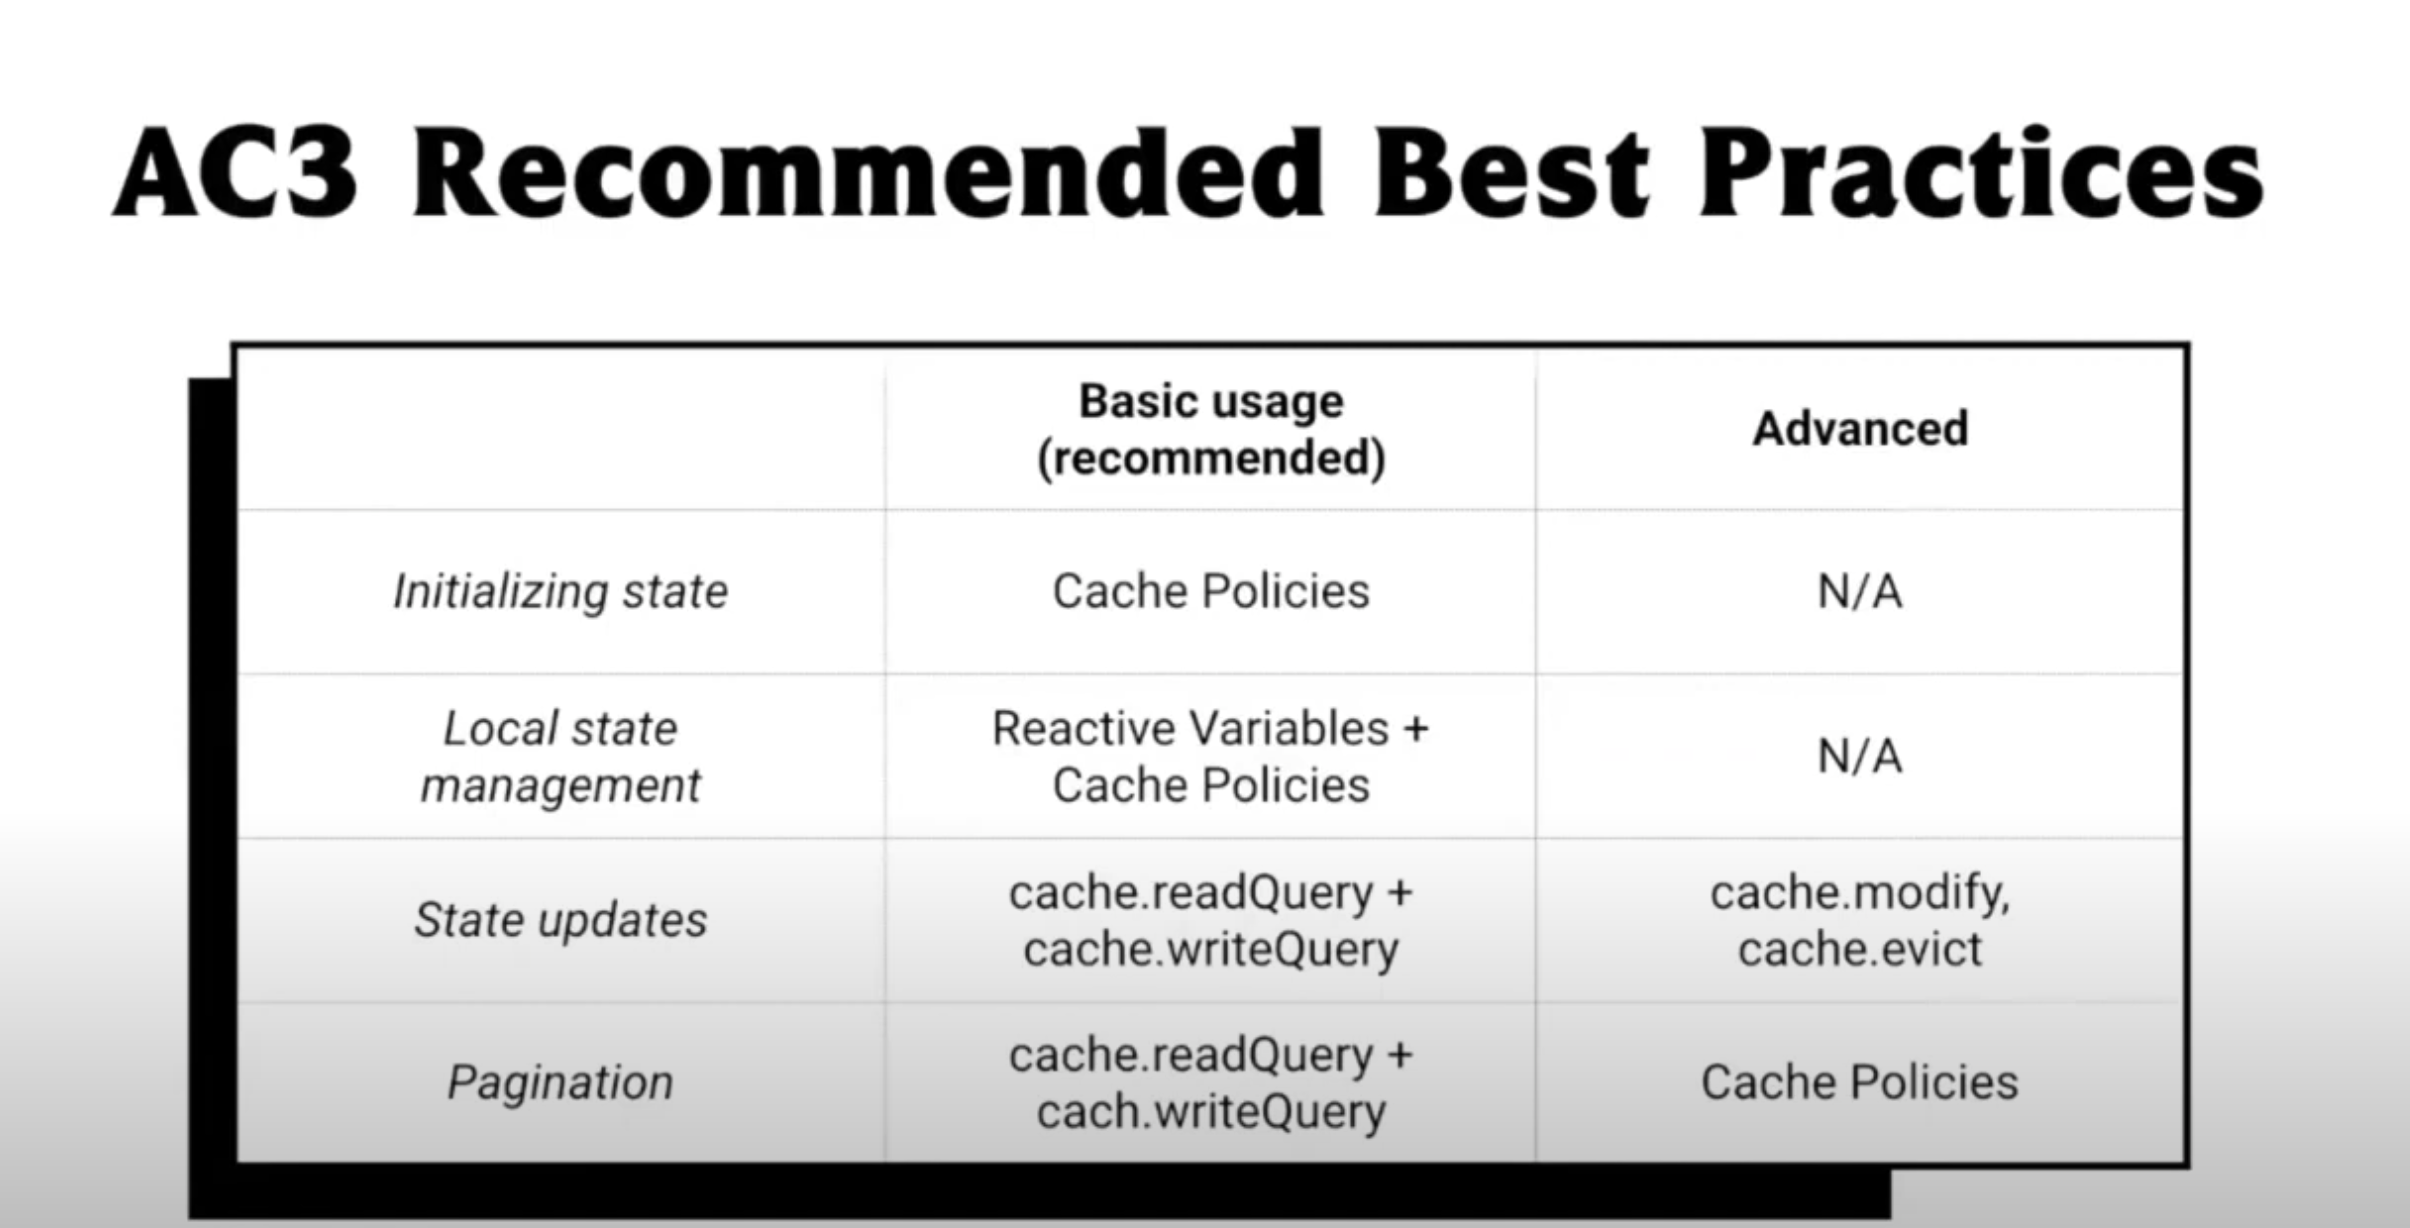 AC3 Recommended Best Practices
Basic usage
(recommended)
Advanced
Initializing state
Cache Policies
N/A
Local state
management
Reactive Variables +
Cache Policies
N/A
State updates
cache.readQuery +
cache.writeQuery
cache.modify,
cache.evict
Pagination
cache.readQuery +
cach.writeQuery
Cache Policies